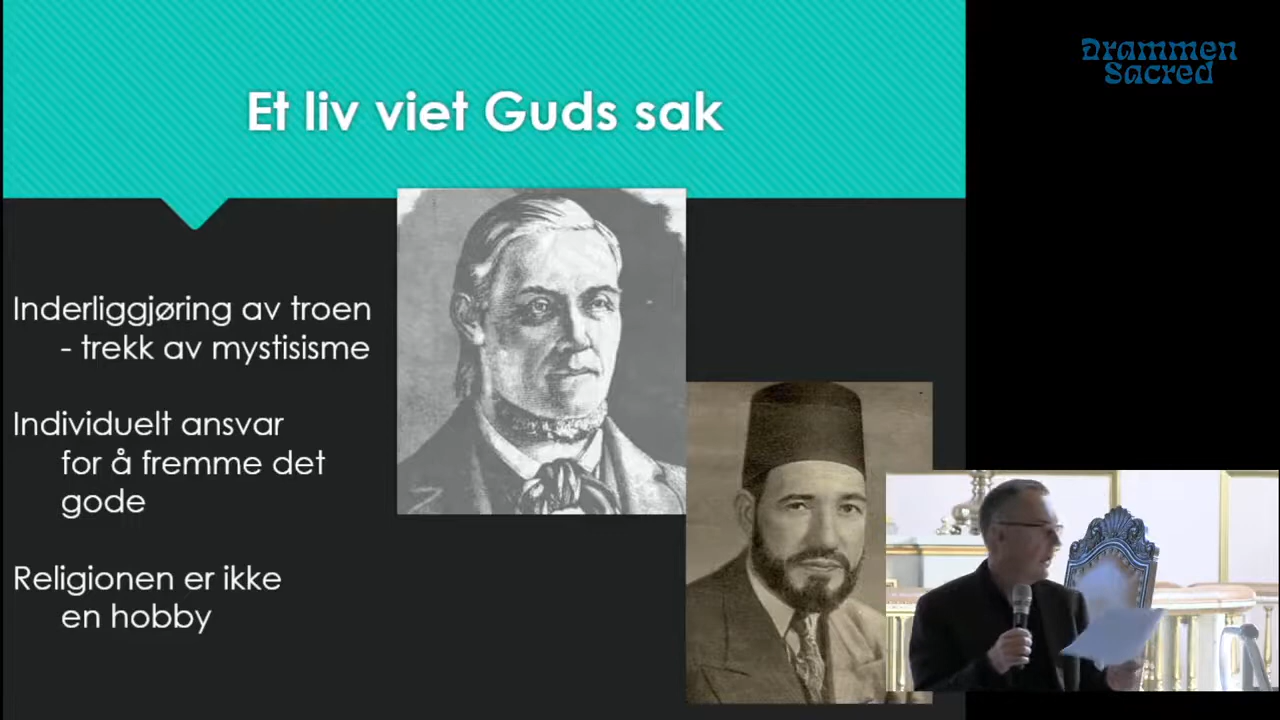 Et liv viet Guds sak
Drammen
Sacred
Inderliggjøring av troen
- trekk av mystisisme
Individuelt ansvar
for å fremme det
gode
Religionen er ikke
en hobby